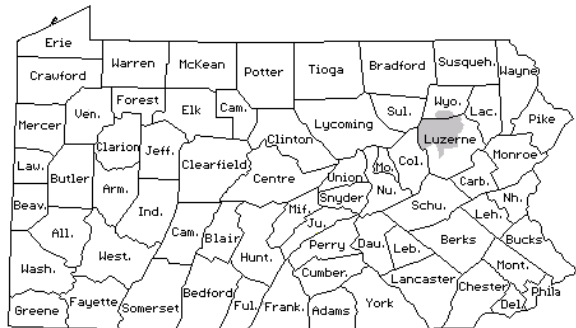 Erie
Crawford
Warren
McKean
Potter
Tioga
Bradford
Susqueh.
Wayne
Mercer
Ven.
Forest
Elk
Cam.
Clinton
Lycoming
Sul.
Wyo.
Lac.
Pike
Law.
Butler
Clarion
Jeff.
Clearfield
Centre
Union
Mo.
Col.
Luzerne
Monroe
Beav.
Arm.
Ind.
Snyder
Nu.
Carb.
All.
West.
Cam.
Blair
Hunt.
Mif.
Ju.
Perry
Dau.
Leb.
Schu.
Berks
Leh.
Nh.
Bucks
Wash.
Greene
Fayette
Somerset
Bedford
Ful.
Frank.
Cumber.
Adams
York
Lancaster
Chester
Mont.
Del.
Phila